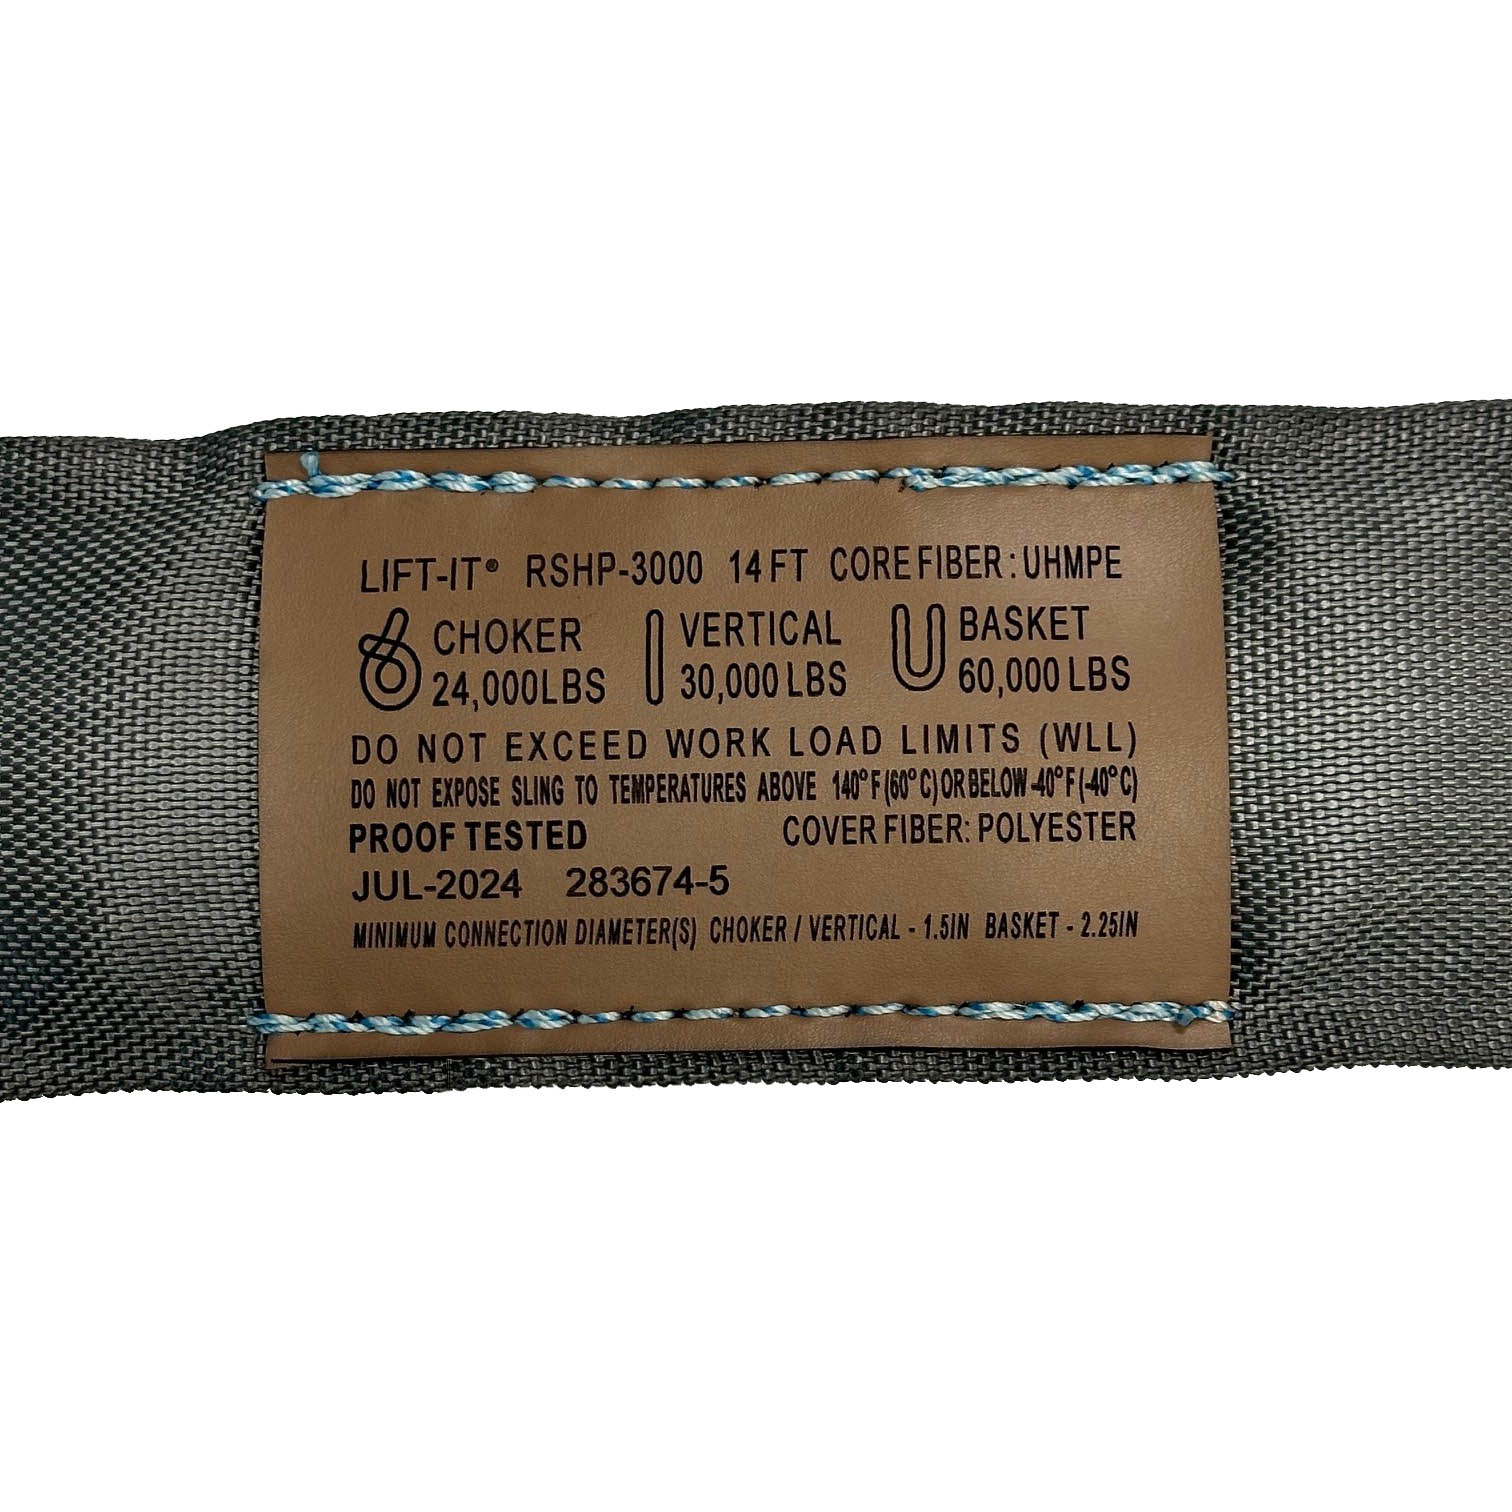 LIFT-IT® RSHP-3000 14 FT CORE FIBER: UHMPE
CHOKER VERTICAL BASKET
24,000LBS 30,000 LBS 60,000 LBS
DO NOT EXCEED WORK LOAD LIMITS (WLL)
DO NOT EXPOSE SLING TO TEMPERATURES ABOVE 140°F (60°C) OR BELOW -40°F (-40°C)
PROOF TESTED COVER FIBER: POLYESTER
JUL-2024 283674-5
MINIMUM CONNECTION DIAMETER(S) CHOKER / VERTICAL - 1.5IN BASKET - 2.25IN